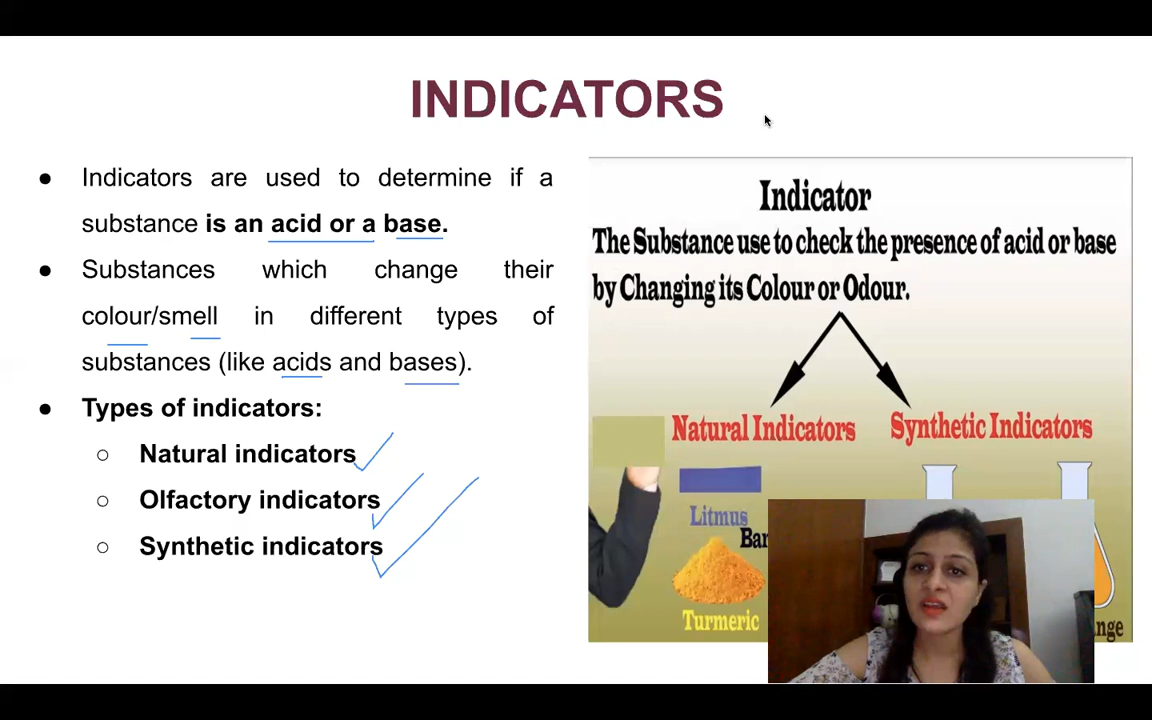 INDICATORS
● Indicators are used to determine if a
substance is an acid or a base.
● Substances which change their
colour/smell in different types of
substances (like acids and bases).
● Types of indicators:
○ Natural indicators
○ Olfactory indicators
○ Synthetic indicators
Indicator
The Substance use to check the presence of acid or base
by Changing its Colour or Odour.
Natural Indicators
Synthetic Indicators
Litmus
Turmeric